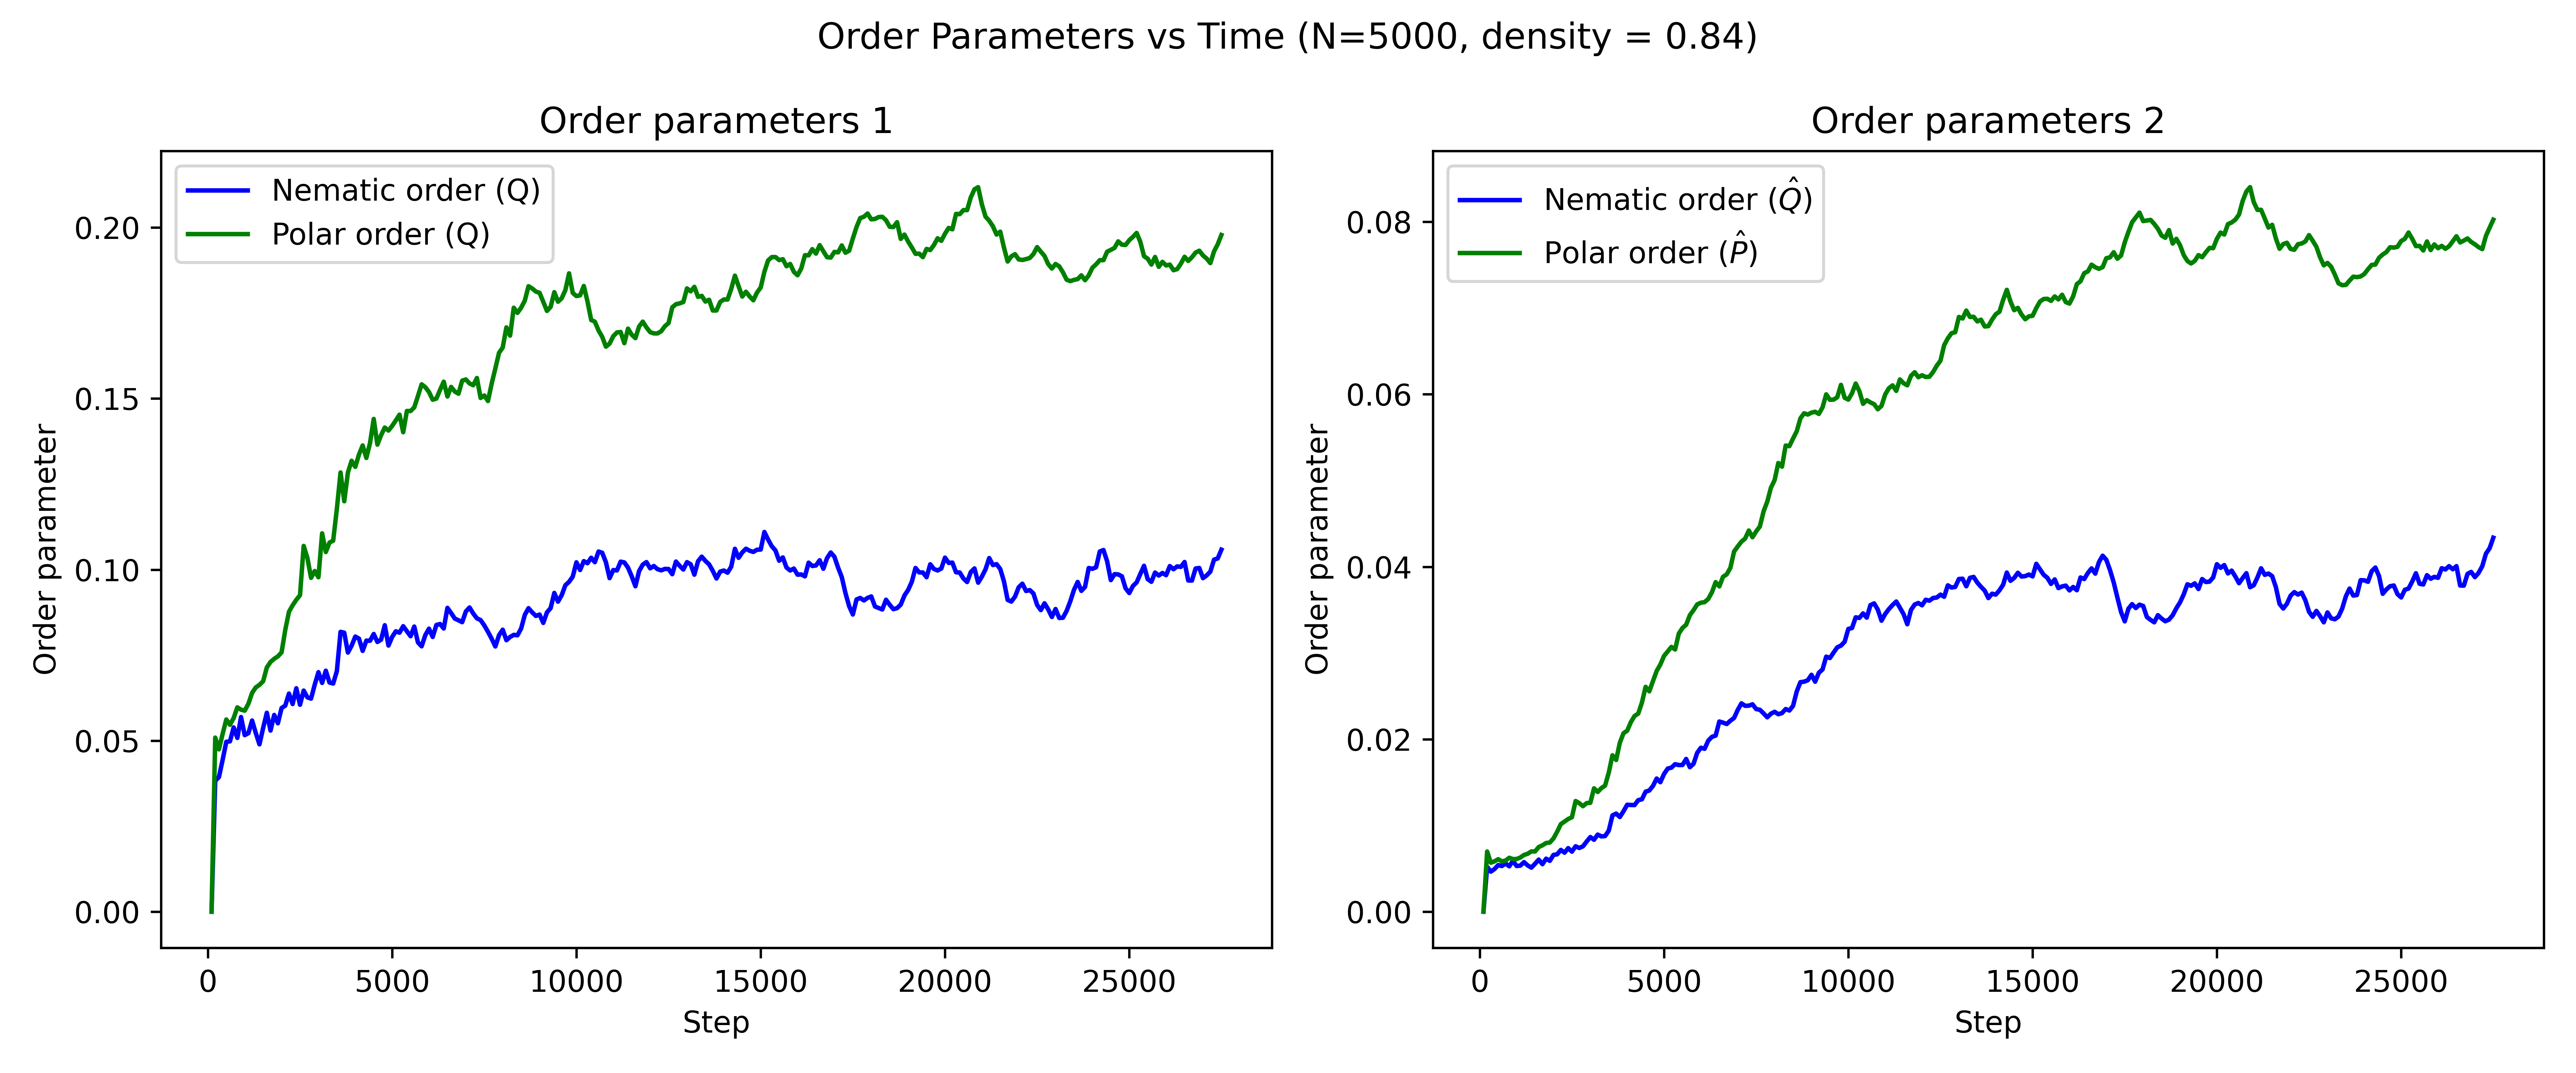 Order Parameters vs Time (N=5000, density = 0.84)
Order parameters 1
Nematic order (Q)
Polar order (Q)
0.20
0.15
0.10
0.05
0.00
Order parameter
0 5000 10000 15000 20000 25000
Step
Order parameters 2
Nematic order (Q̂)
Polar order (P̂)
0.08
0.06
0.04
0.02
0.00
Order parameter
0 5000 10000 15000 20000 25000
Step